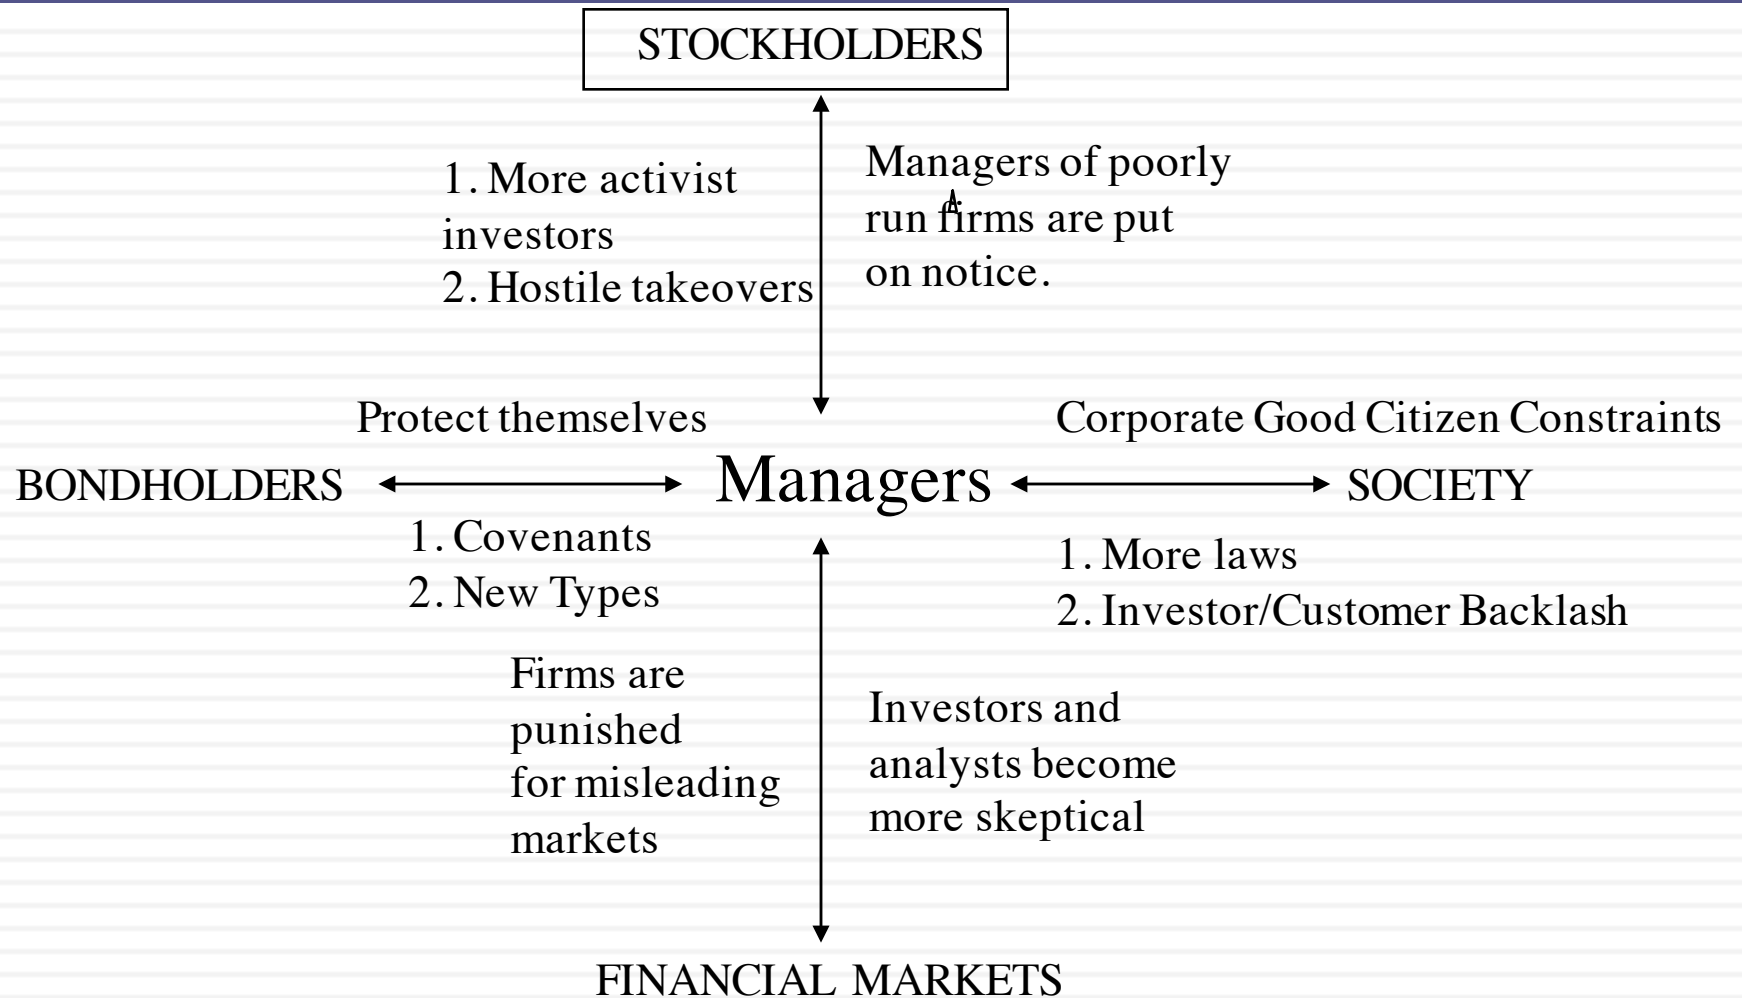 STOCKHOLDERS
1. More activist
investors
2. Hostile takeovers
Managers of poorly
run firms are put
on notice.
Protect themselves
Corporate Good Citizen Constraints
BONDHOLDERS
Managers
SOCIETY
1. Covenants
2. New Types
1. More laws
2. Investor/Customer Backlash
Firms are
punished
for misleading
markets
Investors and
analysts become
more skeptical
FINANCIAL MARKETS